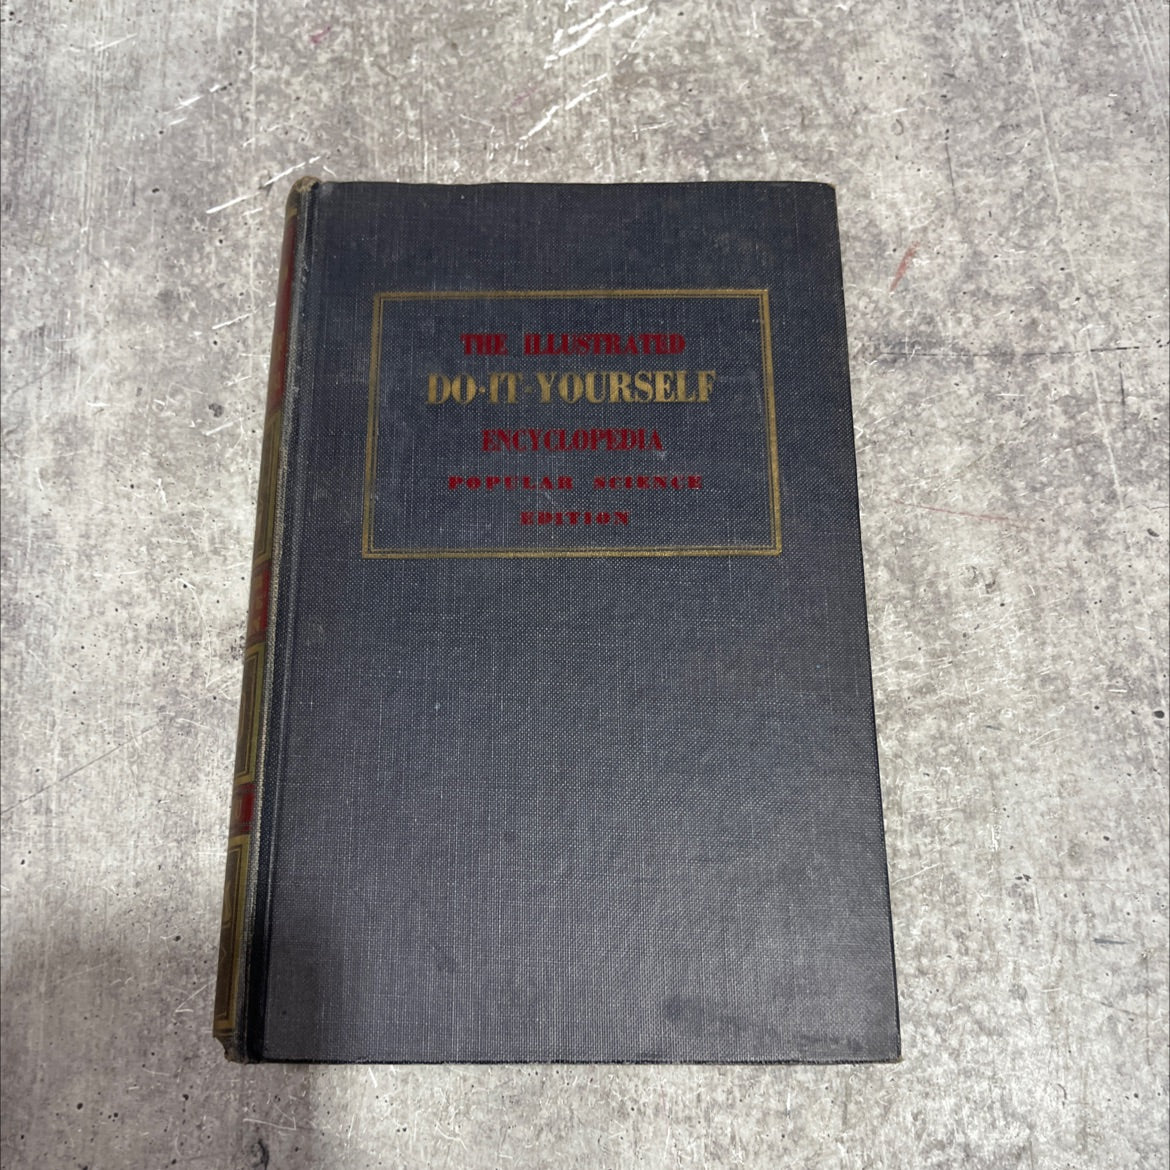 THE ILLUSTRATED
DO-IT-YOURSELF
ENCYCLOPEDIA
POPULAR SCIENCE
EDITION